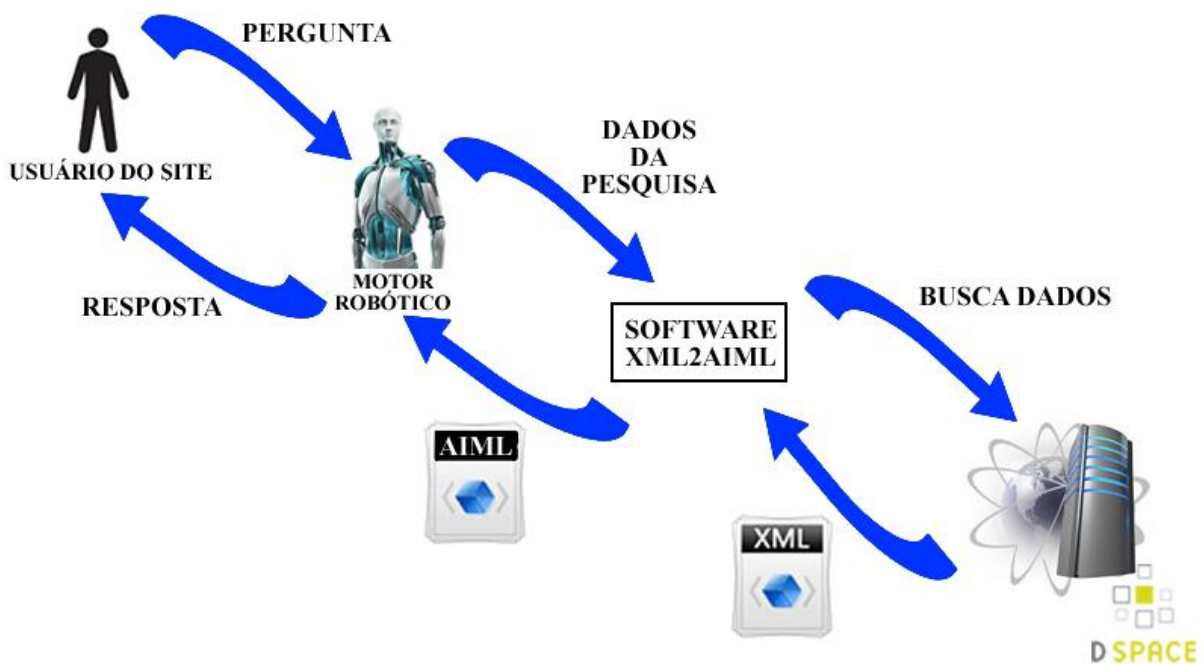 PERGUNTA
USUÁRIO DO SITE
DADOS
DA
PESQUISA
RESPOSTA
MOTOR
ROBÓTICO
BUSCA DADOS
SOFTWARE
XML2AIML
AIML
XML
D SPACE